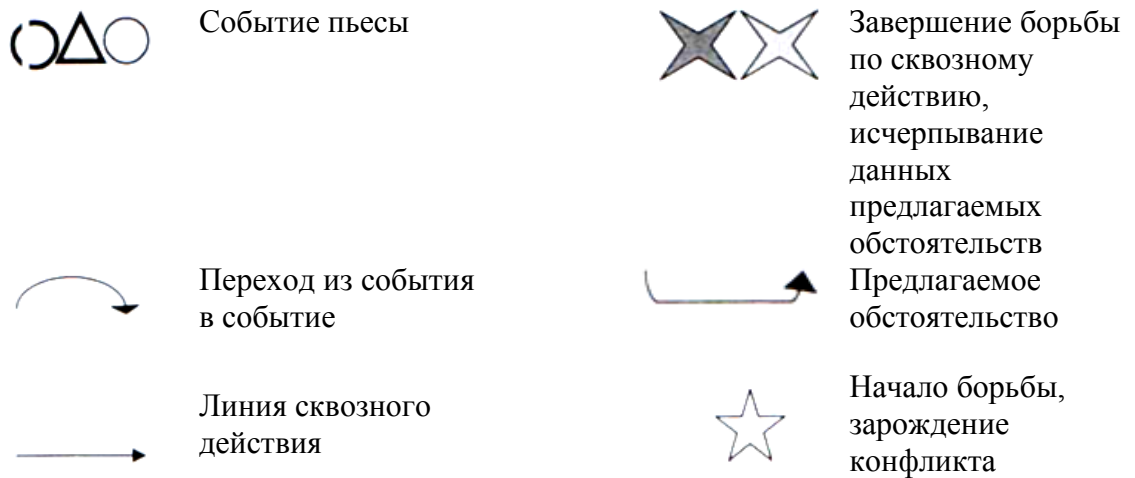 Событие пьесы
Завершение борьбы
по сквозному
действию,
исчерпывание
данных
предлагаемых
обстоятельств
Переход из события
в событие
Предлагаемое
обстоятельство
Линия сквозного
действия
Начало борьбы,
зарождение
конфликта